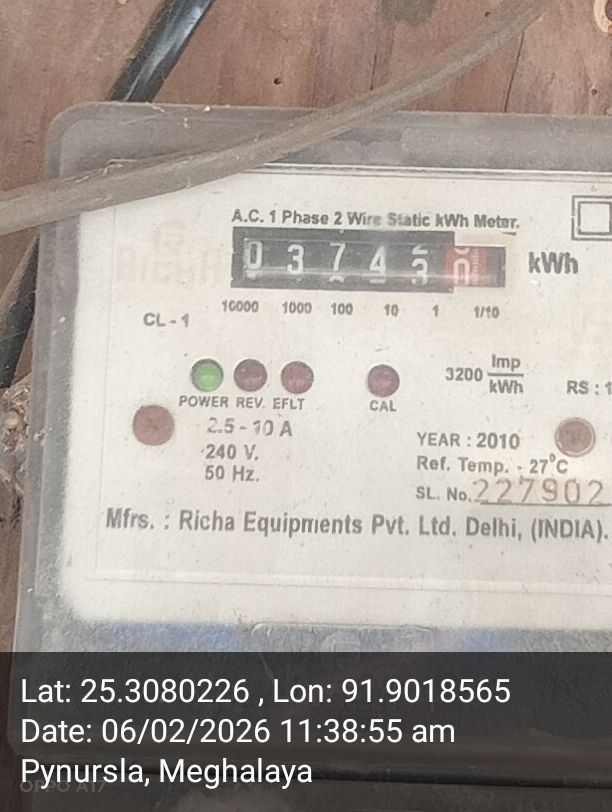 A.C. 1 Phase 2 Wire Static kWh Meter.
0 3 7 4 3 0 kWh
10000 1000 100 10 1 1/10
CL - 1
3200 Imp/kWh
RS : 1
POWER REV. EFLT CAL
2.5 - 10 A
240 V.
50 Hz.
YEAR : 2010
Ref. Temp. - 27°C
SL. No. 227902
Mfrs. : Richa Equipments Pvt. Ltd. Delhi, (INDIA).
Lat: 25.3080226 , Lon: 91.9018565
Date: 06/02/2026 11:38:55 am
Pynursla, Meghalaya
OPPO A17